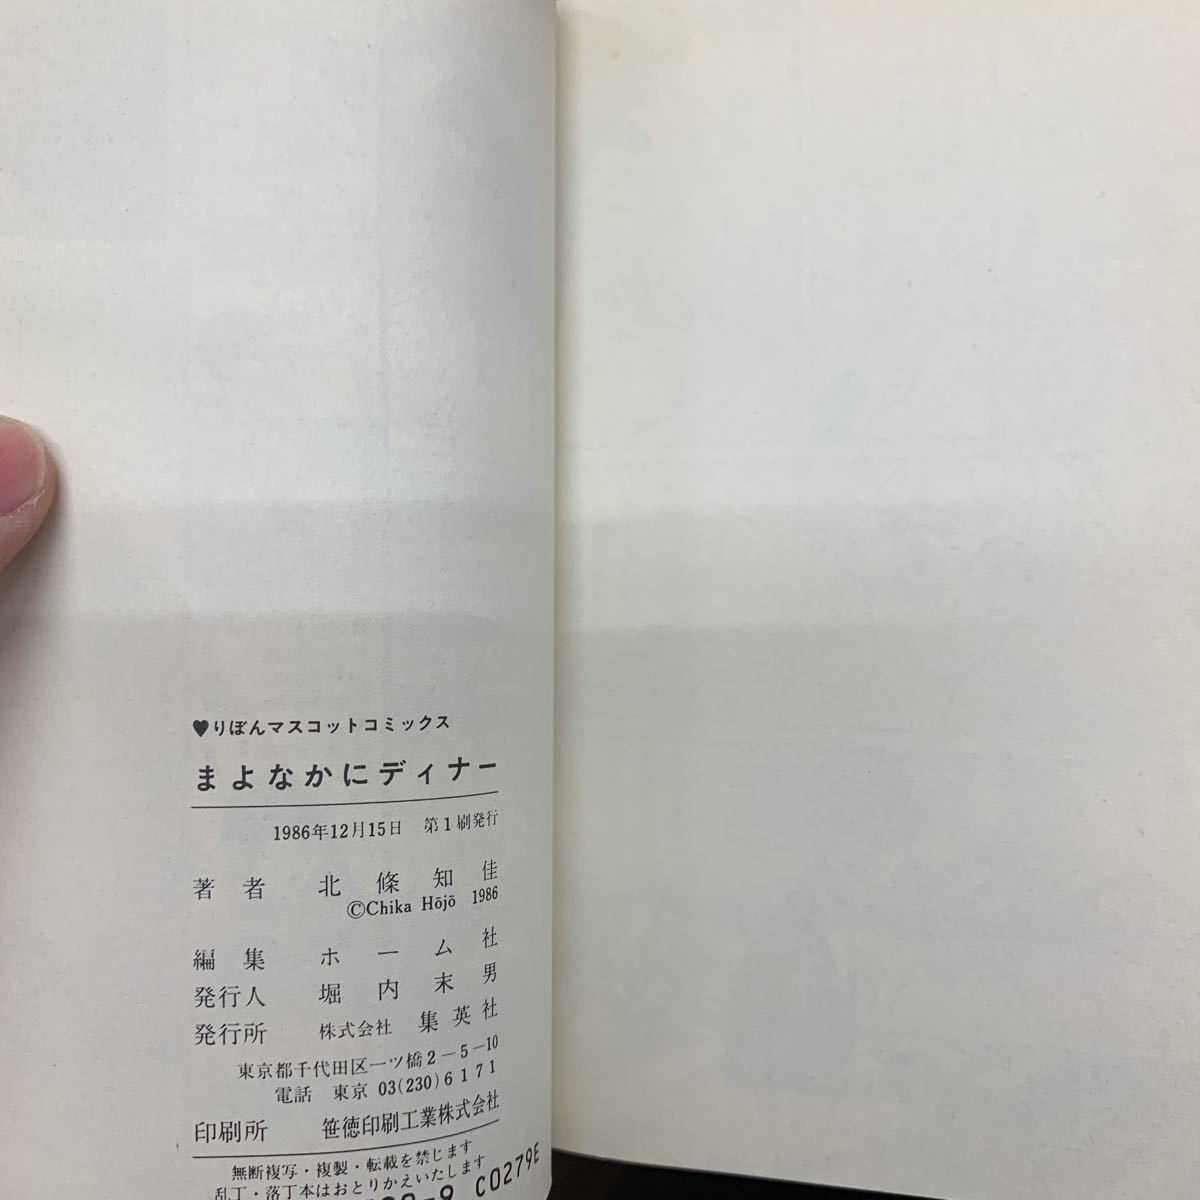 ♥りぼんマスコットコミックス
まよなかにディナー
1986年12月15日 第1刷発行
著者 北條知佳
©Chika Hōjō 1986
編集 ホーム社
発行人 堀内末男
発行所 株式会社 集英社
東京都千代田区一ツ橋2-5-10
電話 東京 03(230)6171
印刷所 笹徳印刷工業株式会社
無断複写・複製・転載を禁じます
乱丁・落丁本はおとりかえいたします
C0279E